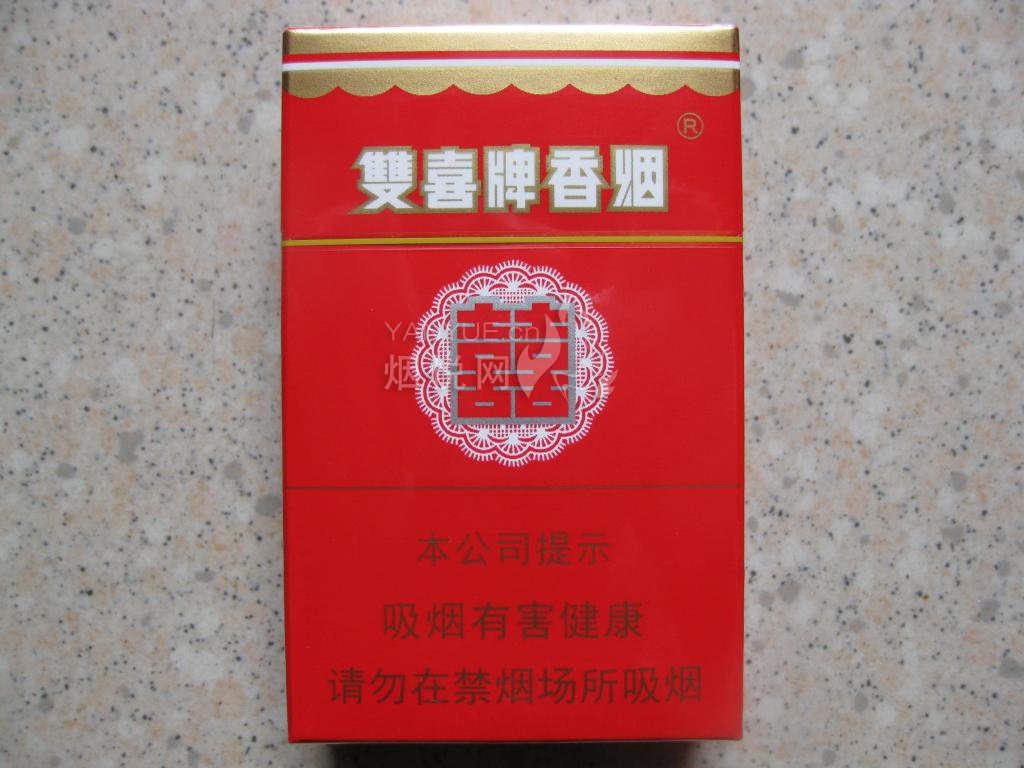 ®
雙喜牌香烟
囍
YANYUE.cn
烟悦网
本公司提示
吸烟有害健康
请勿在禁烟场所吸烟